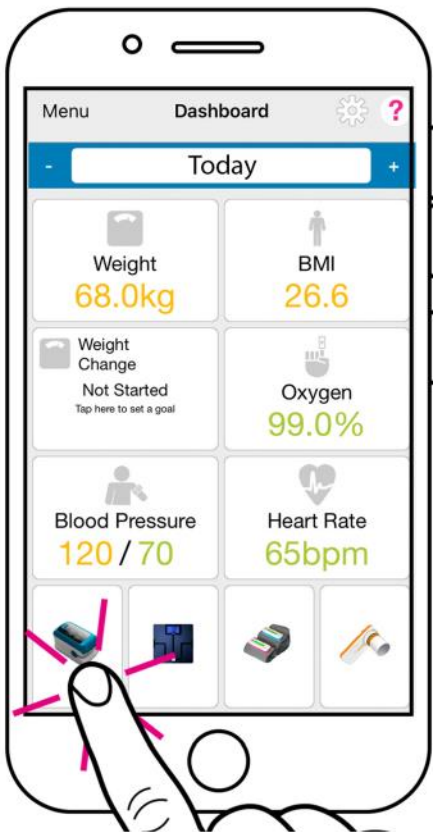 Menu Dashboard ?
- Today +
Weight
68.0kg
BMI
26.6
Weight
Change
Not Started
Tap here to set a goal
Oxygen
99.0%
Blood Pressure
120 / 70
Heart Rate
65bpm